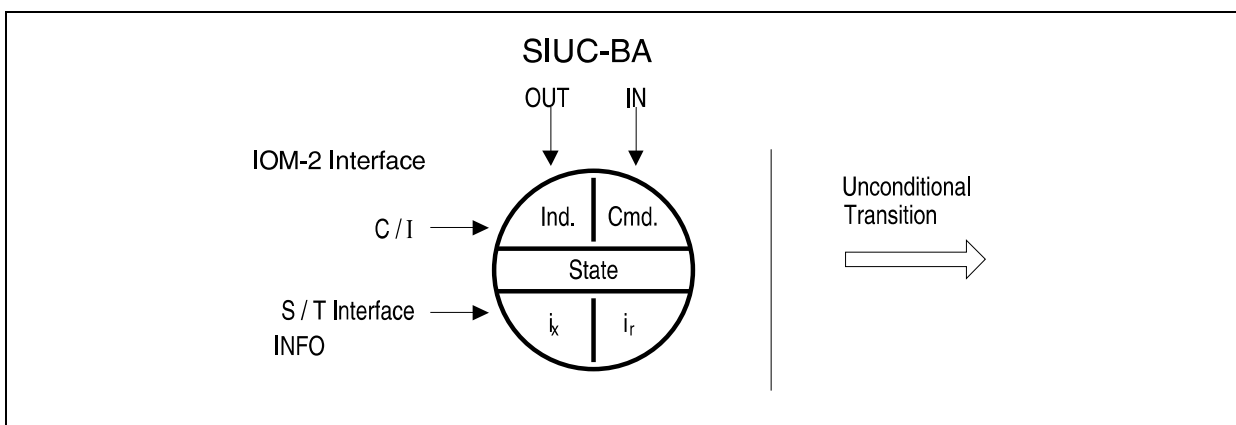 SIUC-BA
OUT IN
IOM-2 Interface
C / I
Ind. Cmd.
State
S / T Interface
INFO
ix ir
Unconditional
Transition